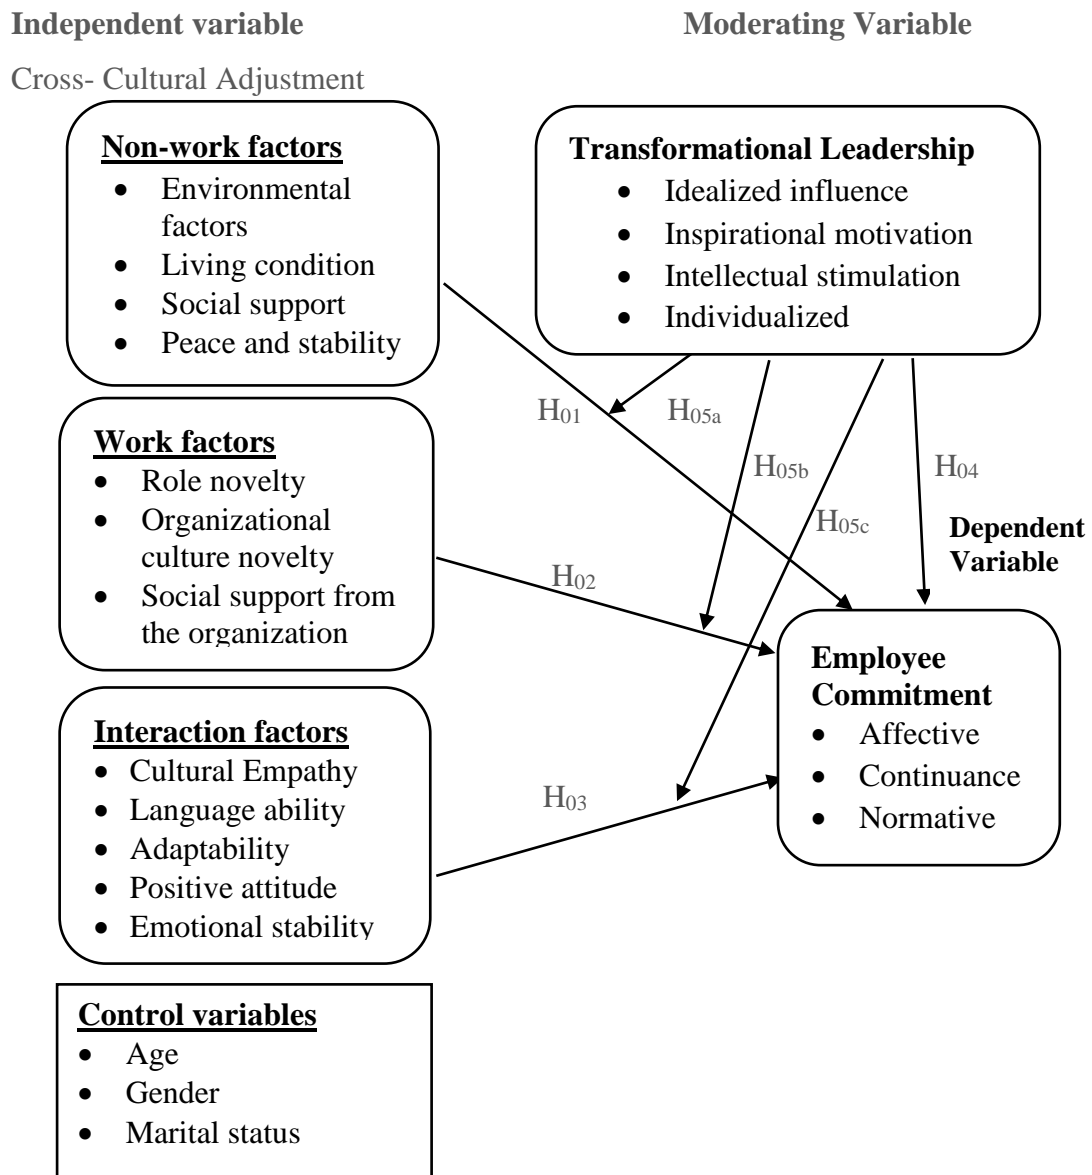 Independent variable
Moderating Variable
Cross- Cultural Adjustment
Non-work factors
• Environmental
factors
• Living condition
• Social support
• Peace and stability
Transformational Leadership
• Idealized influence
• Inspirational motivation
• Intellectual stimulation
• Individualized
H01
H05a
H05b
H04
H05c
Dependent
Variable
Work factors
• Role novelty
• Organizational
culture novelty
• Social support from
the organization
H02
Employee
Commitment
• Affective
• Continuance
• Normative
Interaction factors
• Cultural Empathy
• Language ability
• Adaptability
• Positive attitude
• Emotional stability
H03
Control variables
• Age
• Gender
• Marital status